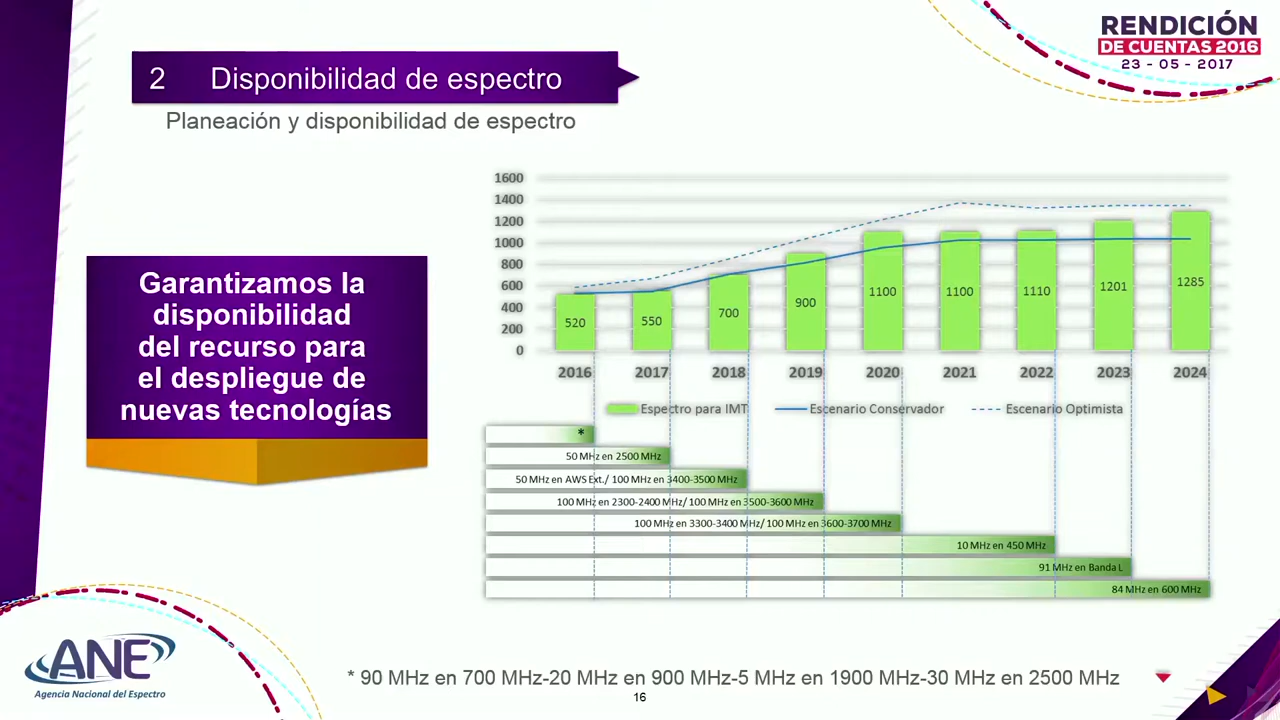 RENDICIÓN
DE CUENTAS 2016
23 - 05 - 2017
2 Disponibilidad de espectro
Planeación y disponibilidad de espectro
Garantizamos la
disponibilidad
del recurso para
el despliegue de
nuevas tecnologías
1600
1400
1200
1000
800
600
400
200
0
520
550
700
900
1100
1100
1110
1201
1285
2016 2017 2018 2019 2020 2021 2022 2023 2024
Espectro para IMT Escenario Conservador Escenario Optimista
*
50 MHz en 2500 MHz
50 MHz en AWS Ext./ 100 MHz en 3400-3500 MHz
100 MHz en 2300-2400 MHz/ 100 MHz en 3500-3600 MHz
100 MHz en 3300-3400 MHz/ 100 MHz en 3600-3700 MHz
10 MHz en 450 MHz
91 MHz en Banda L
84 MHz en 600 MHz
* 90 MHz en 700 MHz-20 MHz en 900 MHz-5 MHz en 1900 MHz-30 MHz en 2500 MHz
ANE
Agencia Nacional del Espectro
16